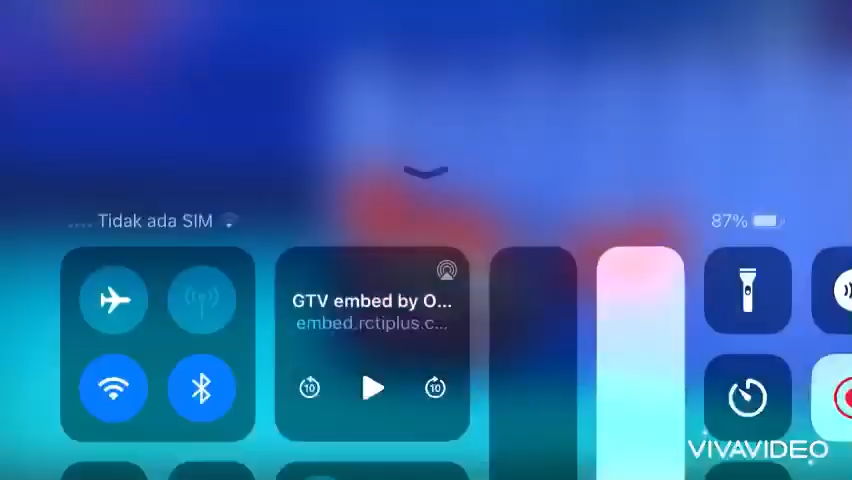 Tidak ada SIM
87%
GTV embed by O...
embed.rctiplus.c...
10
10
VIVAVIDEO